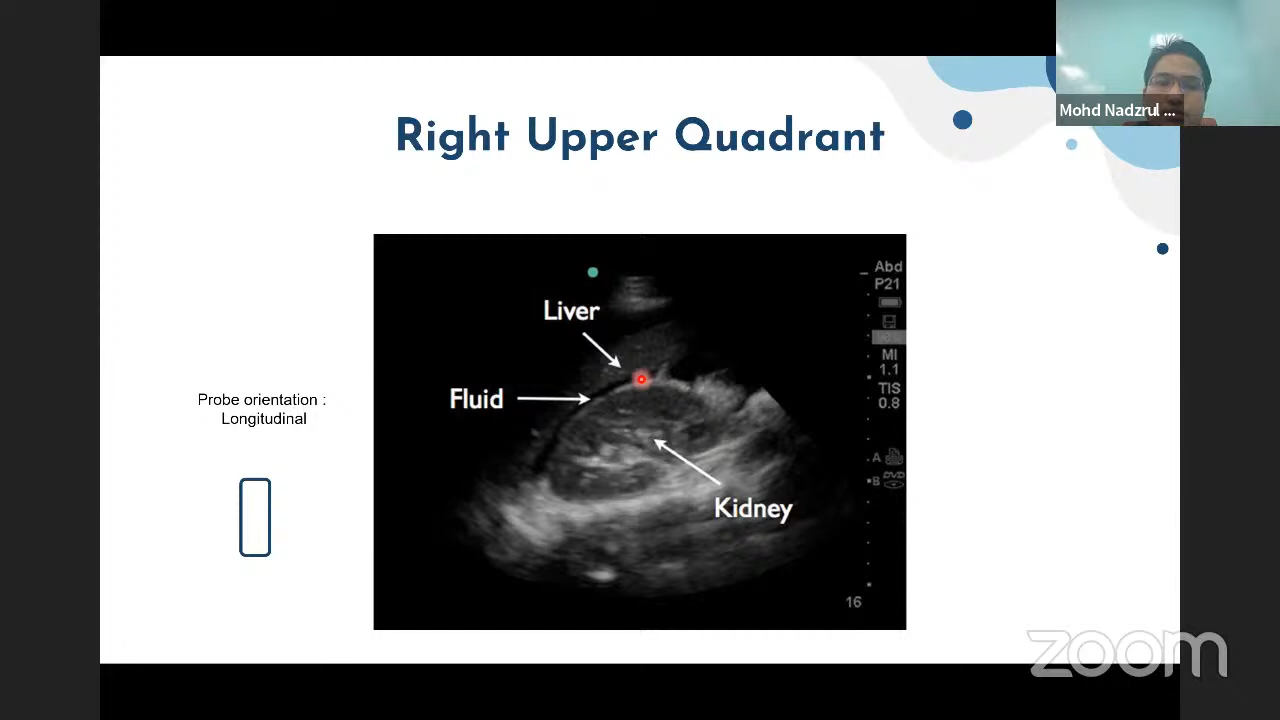 Mohd Nadzrul ...
Right Upper Quadrant
Abd
P21
Liver
MI
1.1
TIS
0.8
Fluid
Probe orientation :
Longitudinal
A
B
DVD
Kidney
16
zoom